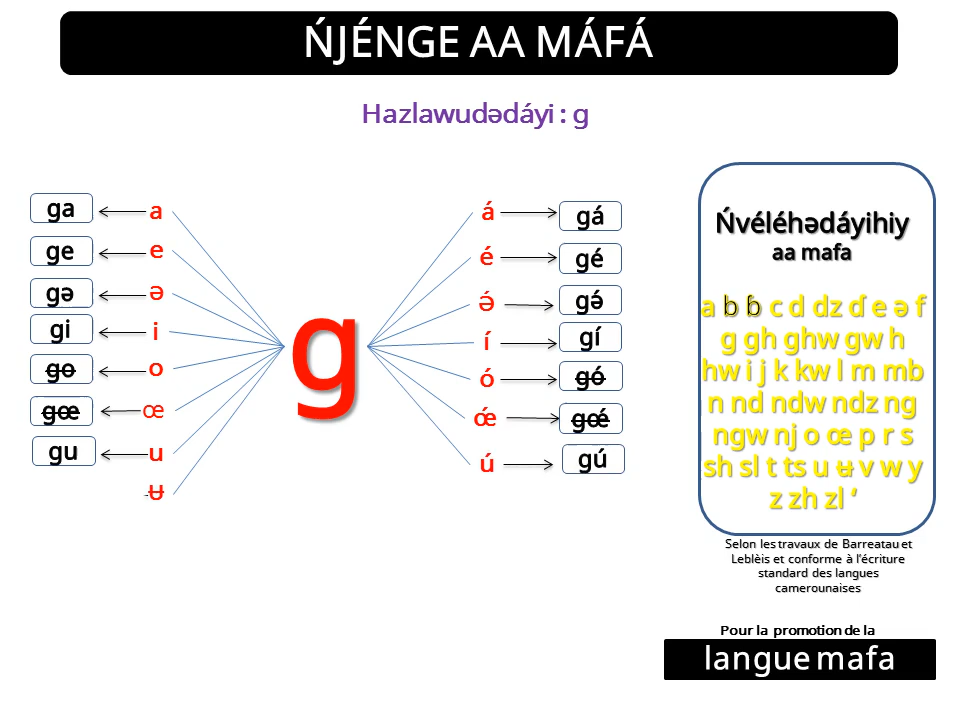 ŃJÉNGE AA MÁFÁ
Hazlawudədáyi : g
ga
a
ge
e
gə
ə
gi
i
go
o
gœ
œ
gu
u
ʉ
g
á
gá
é
gé
ə́
gə́
í
gí
ó
gó
œ́
gœ́
ú
gú
Ńvéléhədáyihiy
aa mafa
a b ɓ c d dz ɗ e ə f
g gh ghw gw h
hw i j k kw l m mb
n nd ndw ndz ng
ngw nj o œ p r s
sh sl t ts u ʉ v w y
z zh zl ’
Selon les travaux de Barreatau et
Leblèis et conforme à l’écriture
standard des langues
camerounaises
Pour la promotion de la
langue mafa